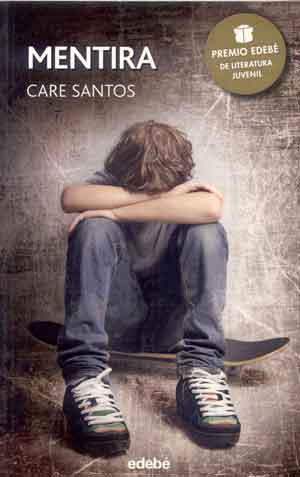 MENTIRA
CARE SANTOS
PREMIO EDEBÉ
DE LITERATURA
JUVENIL
edebé